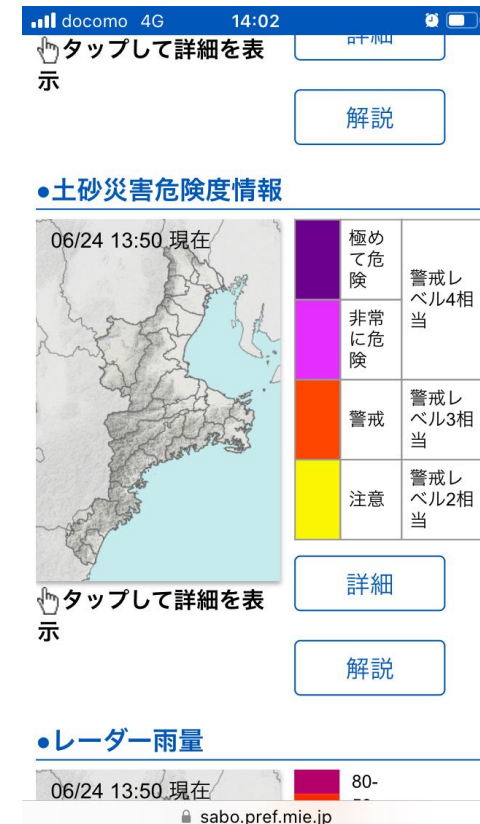 docomo 4G 14:02
タップして詳細を表
示
詳細
解説
●土砂災害危険度情報
06/24 13:50 現在
極め
て危
険
警戒レ
ベル4相
当
非常
に危
険
警戒
警戒レ
ベル3相
当
注意
警戒レ
ベル2相
当
タップして詳細を表
示
詳細
解説
●レーダー雨量
06/24 13:50 現在
80-
sabo.pref.mie.jp